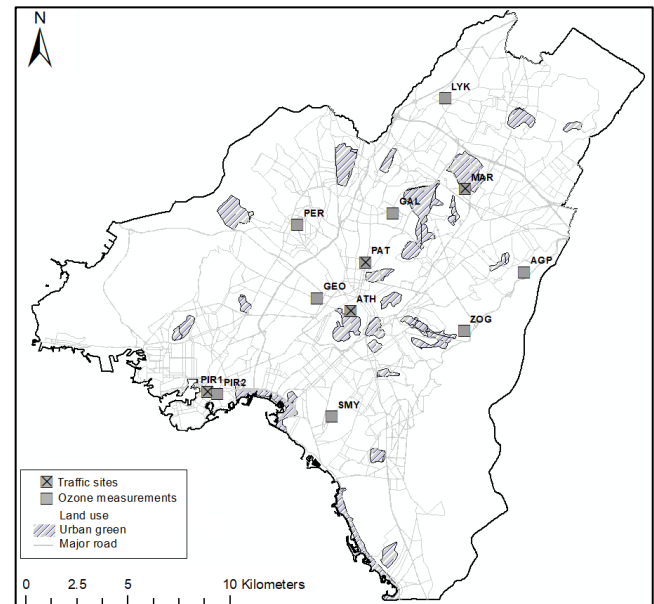 N
LYK
MAR
GAL
PER
PAT
AGP
GEO
ATH
ZOG
PIR1 PIR2
SMY
Traffic sites
Ozone measurements
Land use
Urban green
Major road
0 2.5 5 10 Kilometers